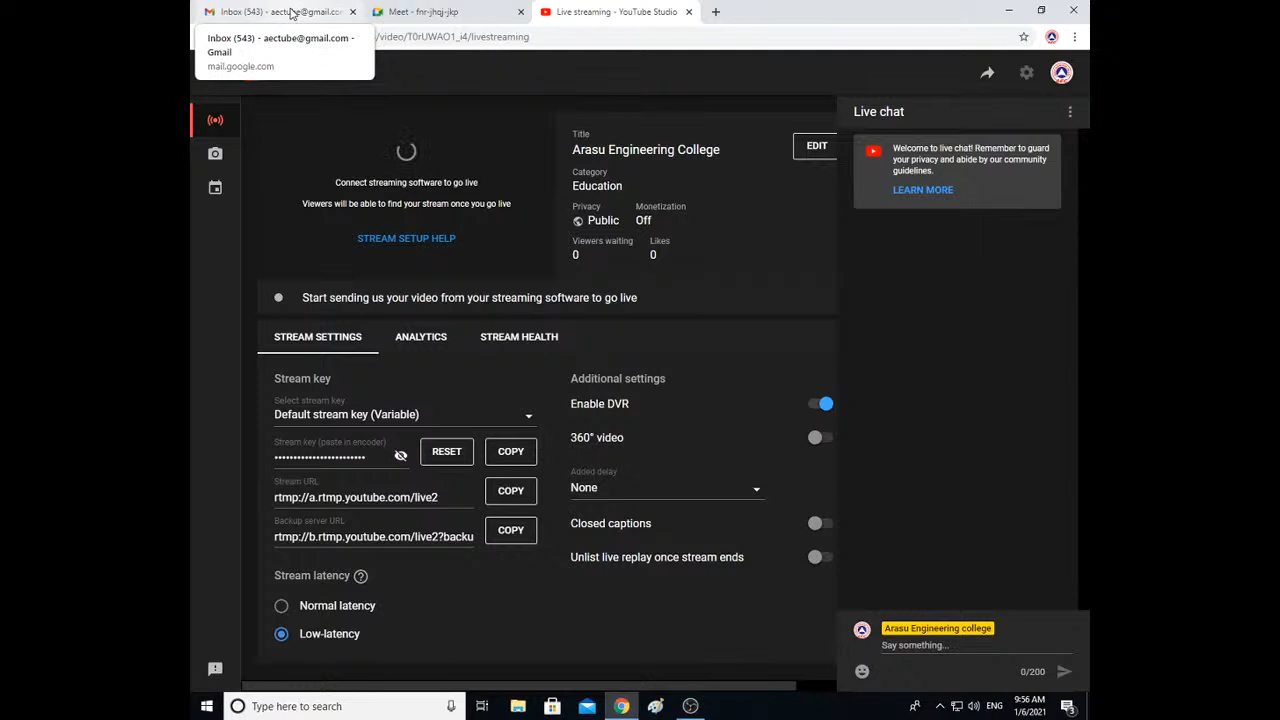 Inbox (543) - aectube@gmail.com
Meet - fnr-jhqj-jkp
Live streaming - YouTube Studio
/video/T0rUWAO1_i4/livestreaming
Inbox (543) - aectube@gmail.com -
Gmail
mail.google.com
Connect streaming software to go live
Viewers will be able to find your stream once you go live
STREAM SETUP HELP
Title
Arasu Engineering College
EDIT
Category
Education
Privacy Monetization
Public Off
Viewers waiting Likes
0 0
Live chat
Welcome to live chat! Remember to guard
your privacy and abide by our community
guidelines.
LEARN MORE
Start sending us your video from your streaming software to go live
STREAM SETTINGS ANALYTICS STREAM HEALTH
Stream key
Select stream key
Default stream key (Variable)
Stream key (paste in encoder)
RESET COPY
Stream URL
rtmp://a.rtmp.youtube.com/live2 COPY
Backup server URL
rtmp://b.rtmp.youtube.com/live2?backu COPY
Stream latency
Normal latency
Low-latency
Additional settings
Enable DVR
360° video
Added delay
None
Closed captions
Unlist live replay once stream ends
Arasu Engineering college
Say something...
0/200
Type here to search
ENG
9:56 AM
1/6/2021
3